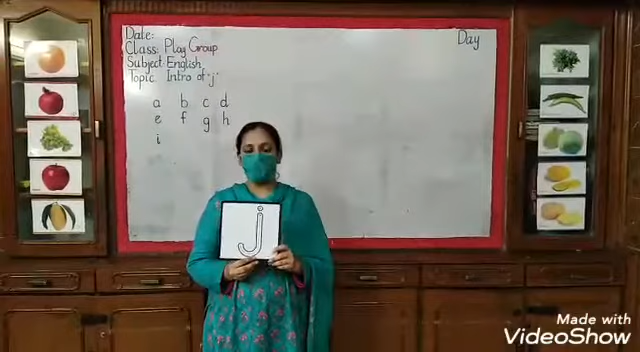 Date:
Day
Class: Play Group
Subject: English
Topic: Intro of "j"
a b c d
e f g h
i
j
Made with
VideoShow